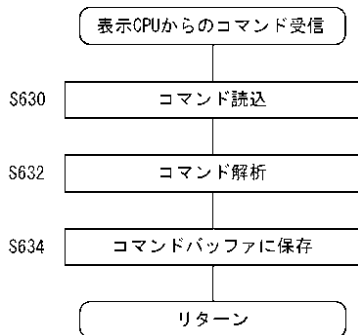 表示CPUからのコマンド受信
S630 コマンド読込
S632 コマンド解析
S634 コマンドバッファに保存
リターン